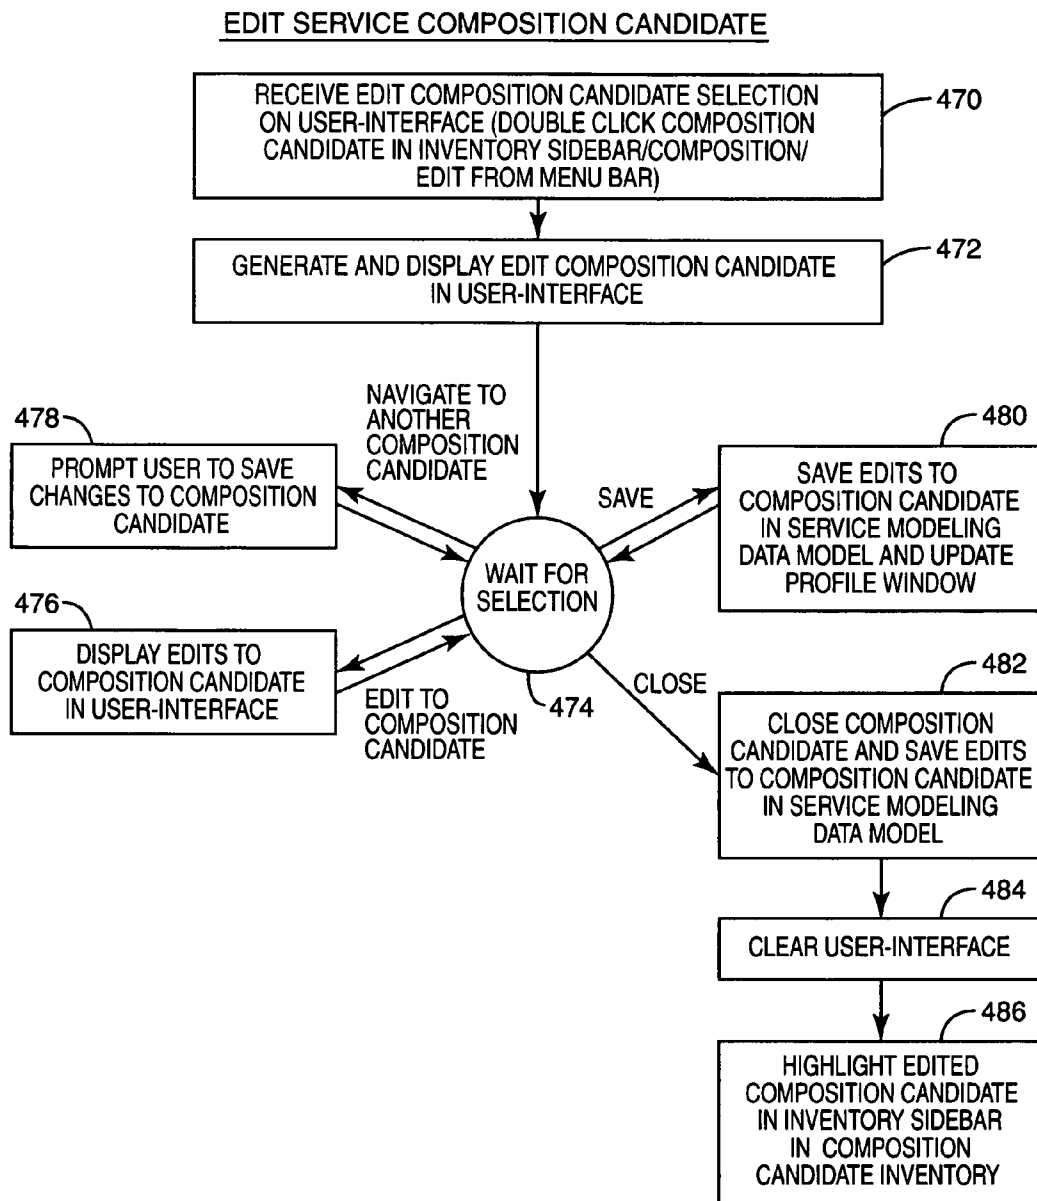 EDIT SERVICE COMPOSITION CANDIDATE
RECEIVE EDIT COMPOSITION CANDIDATE SELECTION
ON USER-INTERFACE (DOUBLE CLICK COMPOSITION
CANDIDATE IN INVENTORY SIDEBAR/COMPOSITION/
EDIT FROM MENU BAR)
470
GENERATE AND DISPLAY EDIT COMPOSITION CANDIDATE
IN USER-INTERFACE
472
NAVIGATE TO
ANOTHER
COMPOSITION
CANDIDATE
478
PROMPT USER TO SAVE
CHANGES TO COMPOSITION
CANDIDATE
SAVE
480
SAVE EDITS TO
COMPOSITION CANDIDATE
IN SERVICE MODELING
DATA MODEL AND UPDATE
PROFILE WINDOW
WAIT FOR
SELECTION
474
476
DISPLAY EDITS TO
COMPOSITION CANDIDATE
IN USER-INTERFACE
EDIT TO
COMPOSITION
CANDIDATE
CLOSE
482
CLOSE COMPOSITION
CANDIDATE AND SAVE EDITS
TO COMPOSITION CANDIDATE
IN SERVICE MODELING
DATA MODEL
484
CLEAR USER-INTERFACE
486
HIGHLIGHT EDITED
COMPOSITION CANDIDATE
IN INVENTORY SIDEBAR
IN COMPOSITION
CANDIDATE INVENTORY